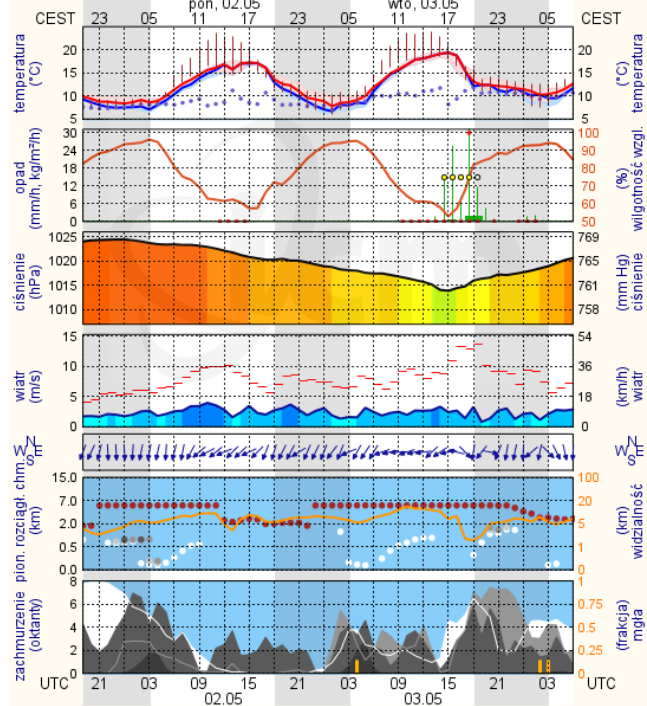 pon, 02.05 wto, 03.05
CEST 23 05 11 17 23 05 11 17 23 05 CEST
temperatura
(°C)
20
15
10
5
20
15
10
5
temperatura
(°C)
opad
(mm/h, kg/m²/h)
30
24
18
12
6
0
100
90
80
70
60
50
(%)
wilgotność wzgl.
ciśnienie
(hPa)
1025
1020
1015
1010
769
765
761
758
(mm Hg)
ciśnienie
wiatr
(m/s)
15
10
5
0
54
36
18
0
(km/h)
wiatr
N
W E
S
N
W E
S
pion. rozciągł. chm.
(km)
15.0
7.0
2.0
0.5
0.0
100
20
5
1
0
(km)
widzialność
zachmurzenie
(oktanty)
8
6
4
2
0
1
0.75
0.5
0.25
0
(frakcja)
mgła
UTC 21 03 09 15 21 03 09 15 21 03 UTC
02.05 03.05